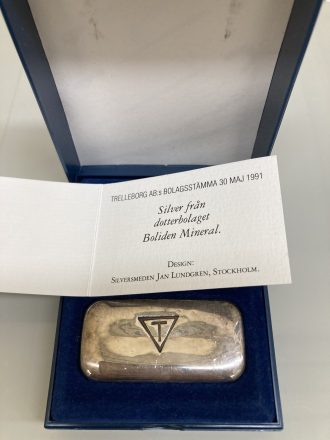 TRELLEBORG AB:s BOLAGSSTÄMMA 30 MAJ 1991
Silver från
dotterbolaget
Boliden Mineral.
DESIGN:
SILVERSMEDEN JAN LUNDGREN, STOCKHOLM.
T